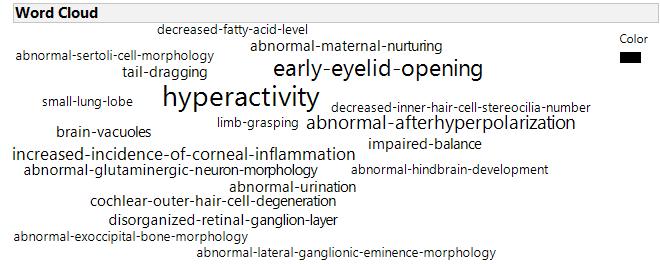 Word Cloud
decreased-fatty-acid-level
Color
abnormal-maternal-nurturing
abnormal-sertoli-cell-morphology
tail-dragging
early-eyelid-opening
small-lung-lobe
hyperactivity
decreased-inner-hair-cell-stereocilia-number
limb-grasping
abnormal-afterhyperpolarization
brain-vacuoles
impaired-balance
increased-incidence-of-corneal-inflammation
abnormal-glutaminergic-neuron-morphology
abnormal-hindbrain-development
abnormal-urination
cochlear-outer-hair-cell-degeneration
disorganized-retinal-ganglion-layer
abnormal-exoccipital-bone-morphology
abnormal-lateral-ganglionic-eminence-morphology